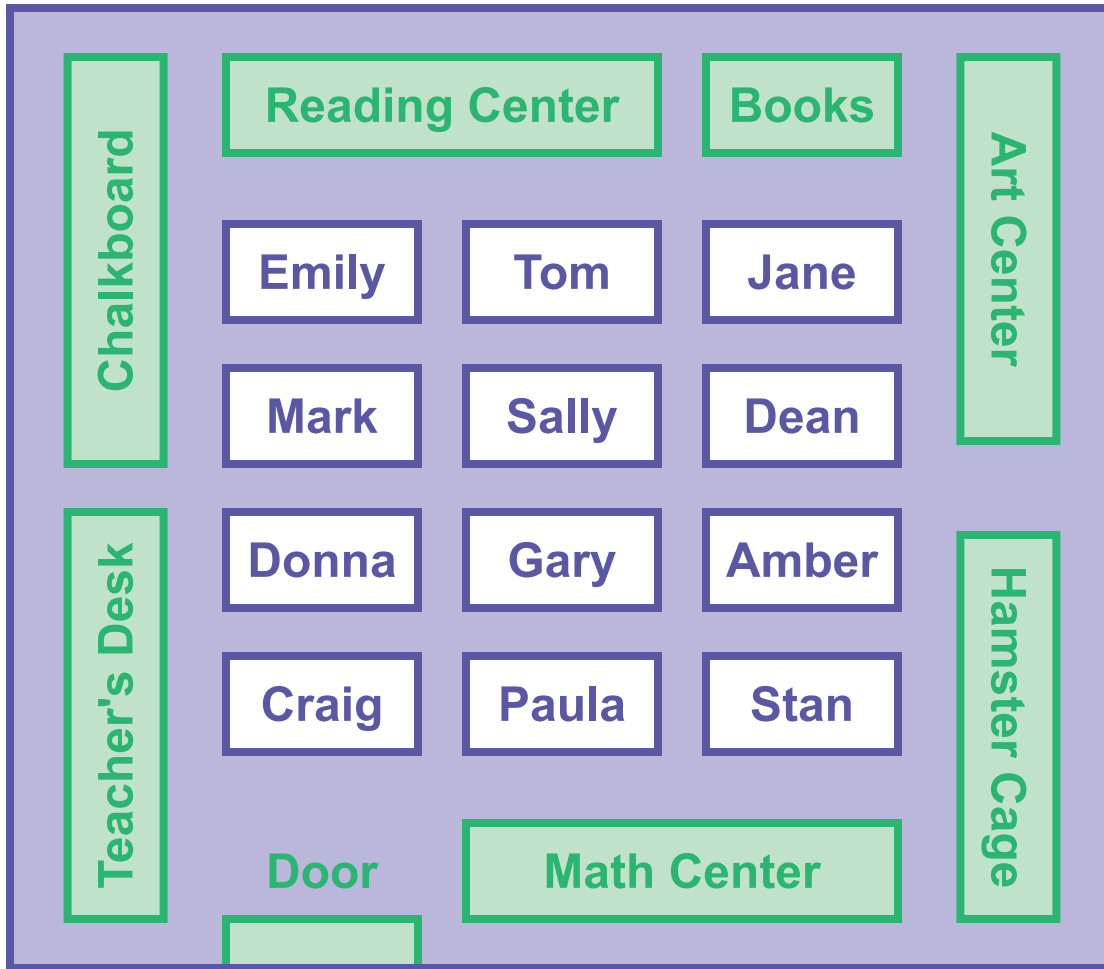 Reading Center
Books
Chalkboard
Art Center
Emily
Tom
Jane
Mark
Sally
Dean
Teacher's Desk
Donna
Gary
Amber
Hamster Cage
Craig
Paula
Stan
Door
Math Center